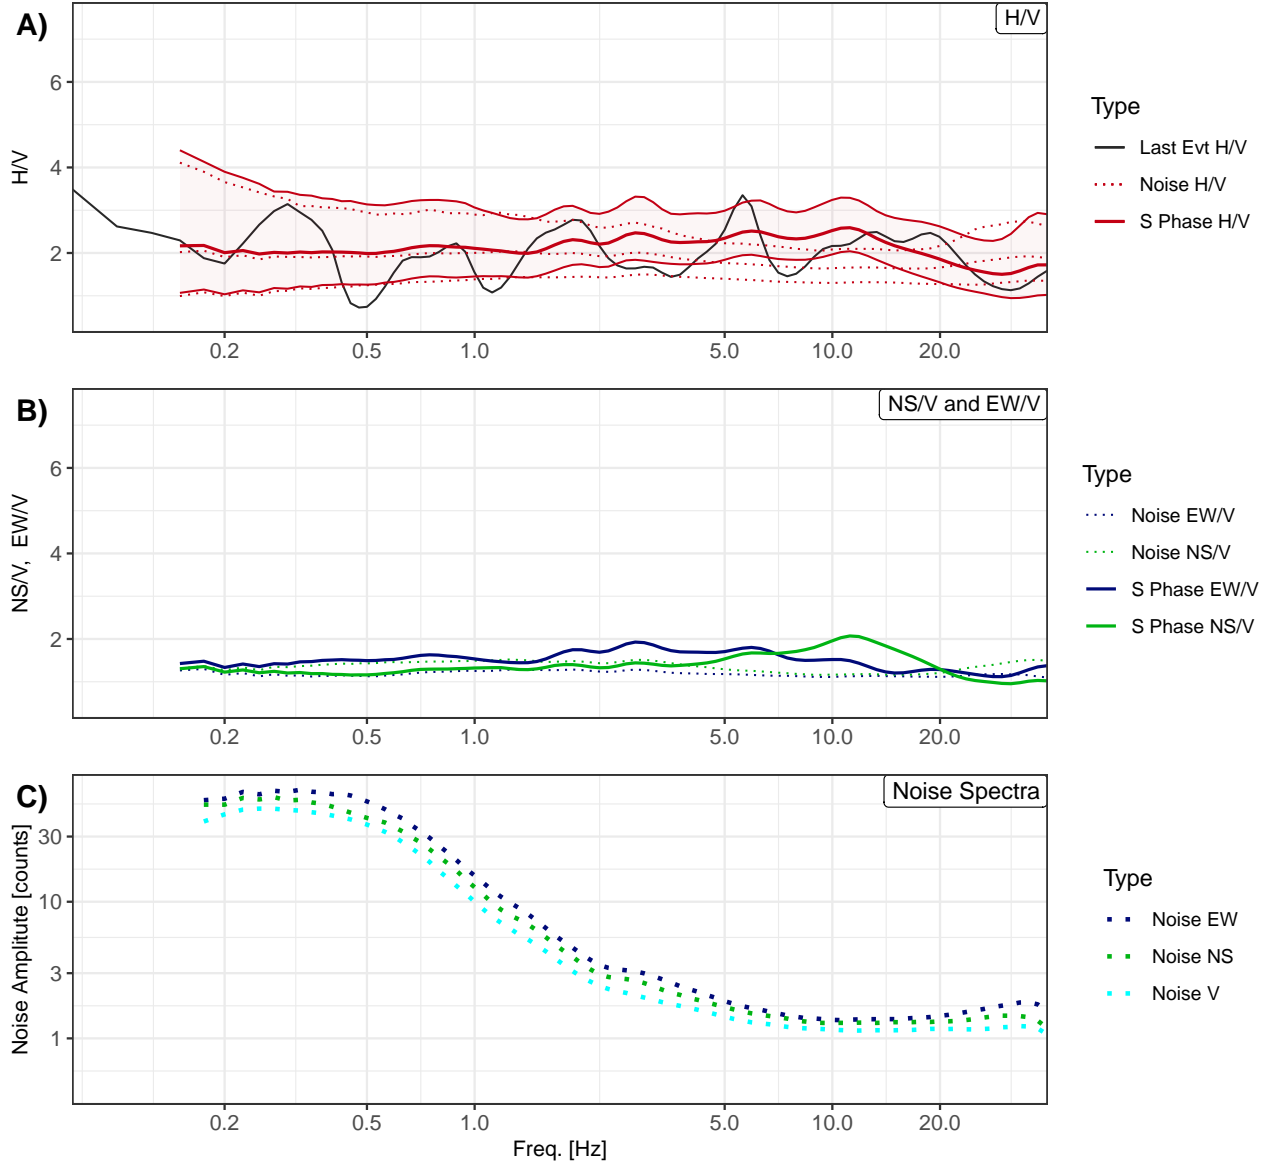 A)
H/V
6
4
2
H/V
0.2 0.5 1.0 5.0 10.0 20.0
Type
Last Evt H/V
Noise H/V
S Phase H/V
B)
NS/V and EW/V
6
4
2
NS/V, EW/V
0.2 0.5 1.0 5.0 10.0 20.0
Type
Noise EW/V
Noise NS/V
S Phase EW/V
S Phase NS/V
C)
Noise Spectra
30
10
3
1
Noise Amplitute [counts]
0.2 0.5 1.0 5.0 10.0 20.0
Freq. [Hz]
Type
Noise EW
Noise NS
Noise V